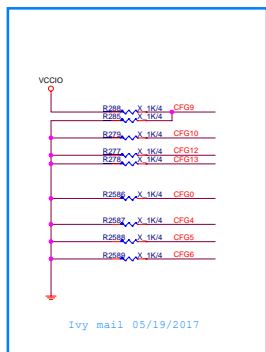 VCCIO
R288 X_1K/4 CFG9
R285 X_1K/4
R279 X_1K/4 CFG10
R277 X_1K/4 CFG12
R278 X_1K/4 CFG13
R2586 X_1K/4 CFG0
R2587 X_1K/4 CFG4
R2588 X_1K/4 CFG5
R2589 X_1K/4 CFG6
Ivy mail 05/19/2017